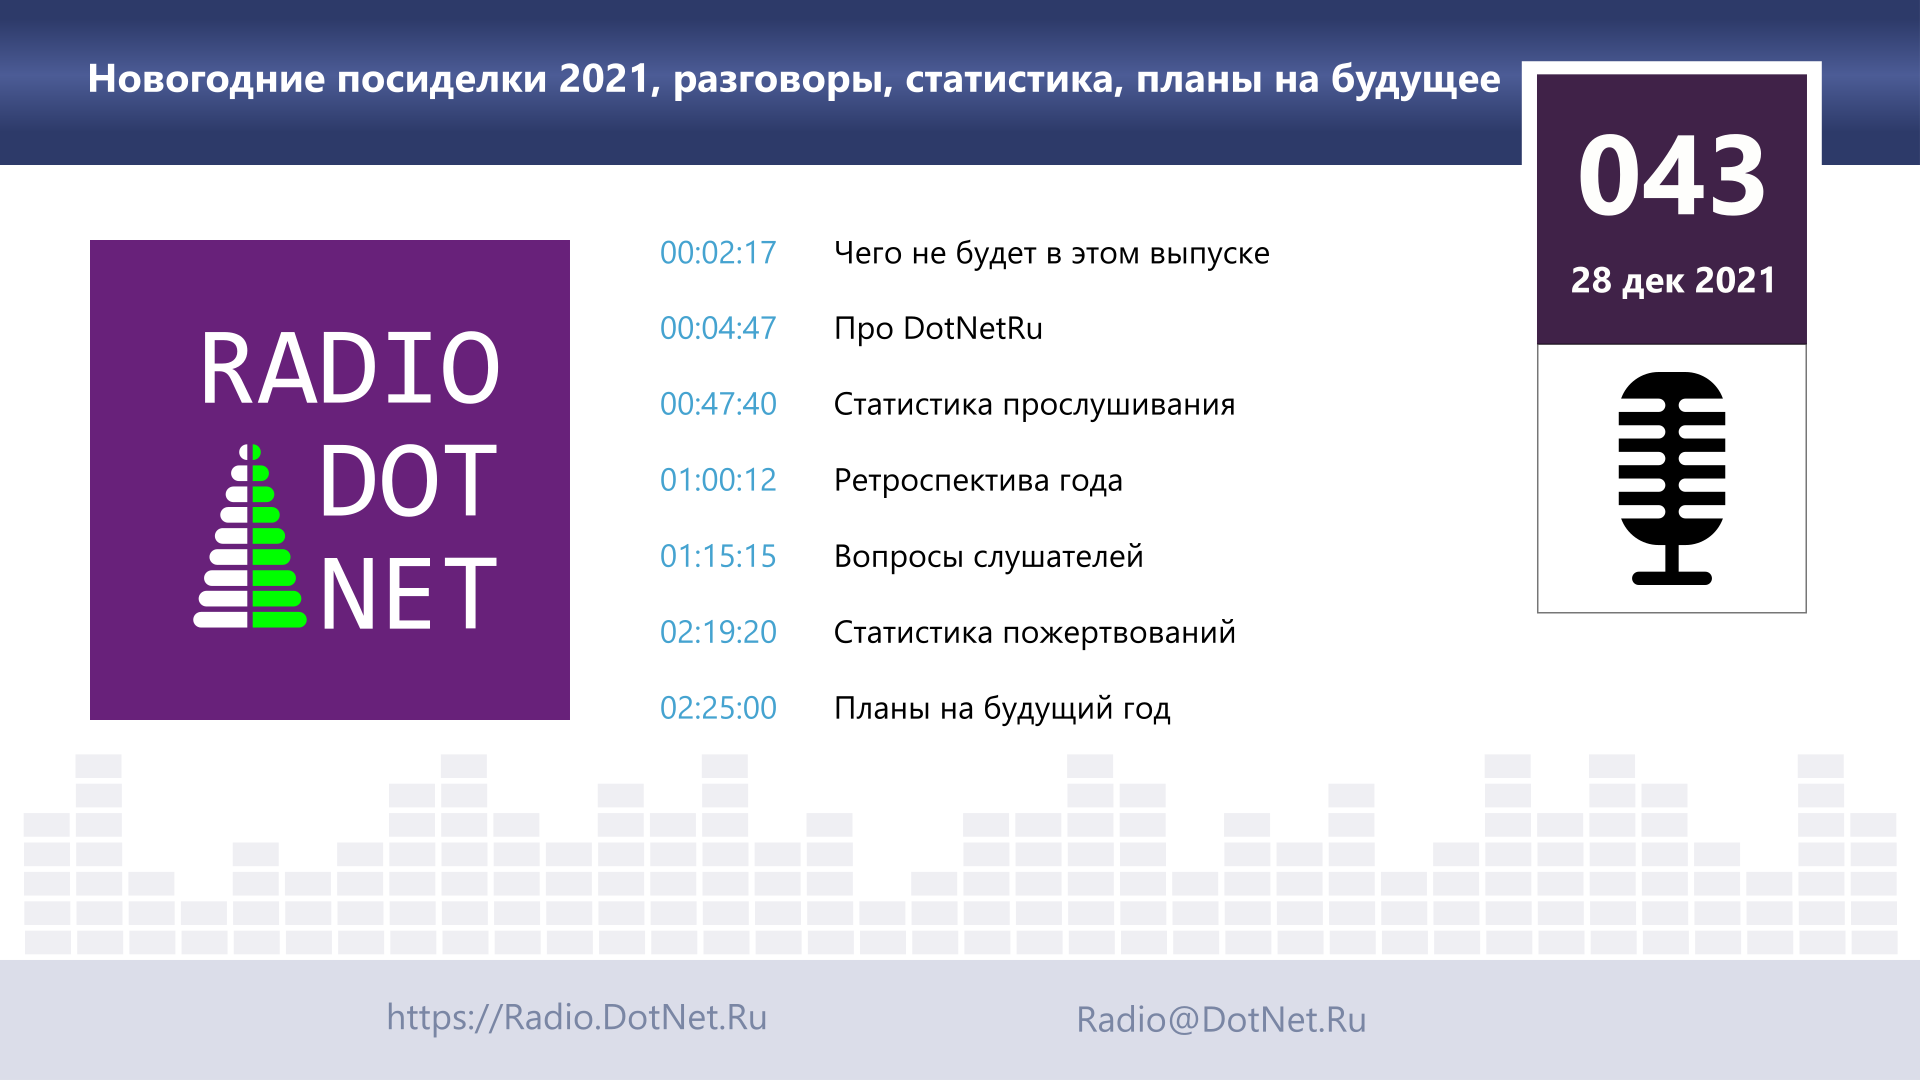 Новогодние посиделки 2021, разговоры, статистика, планы на будущее
043
28 дек 2021
RADIO
DOT
NET
00:02:17 Чего не будет в этом выпуске
00:04:47 Про DotNetRu
00:47:40 Статистика прослушивания
01:00:12 Ретроспектива года
01:15:15 Вопросы слушателей
02:19:20 Статистика пожертвований
02:25:00 Планы на будущий год
https://Radio.DotNet.Ru
Radio@DotNet.Ru